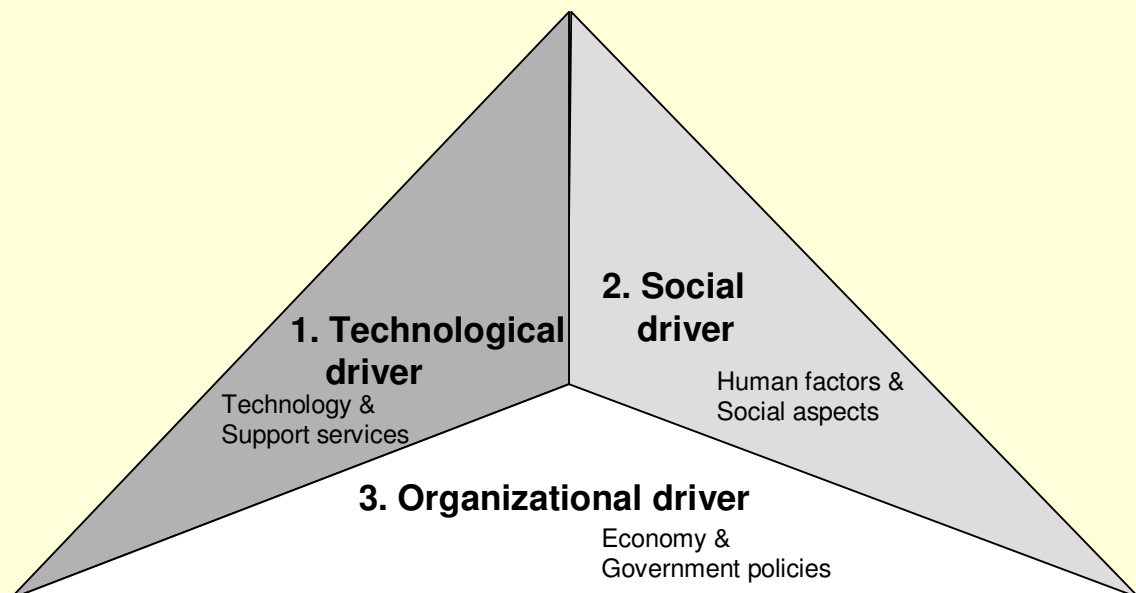 1. Technological
driver
Technology &
Support services
2. Social
driver
Human factors &
Social aspects
3. Organizational driver
Economy &
Government policies